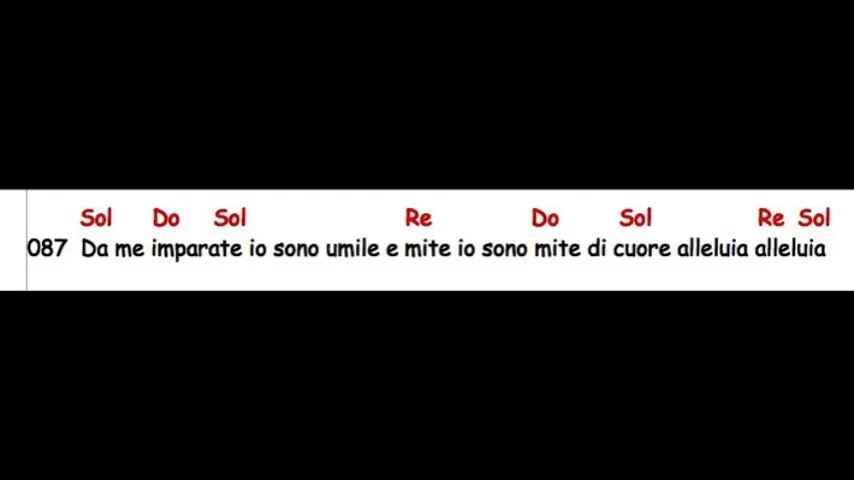 Sol Do Sol Re Do Sol Re Sol
087 Da me imparate io sono umile e mite io sono mite di cuore alleluia alleluia